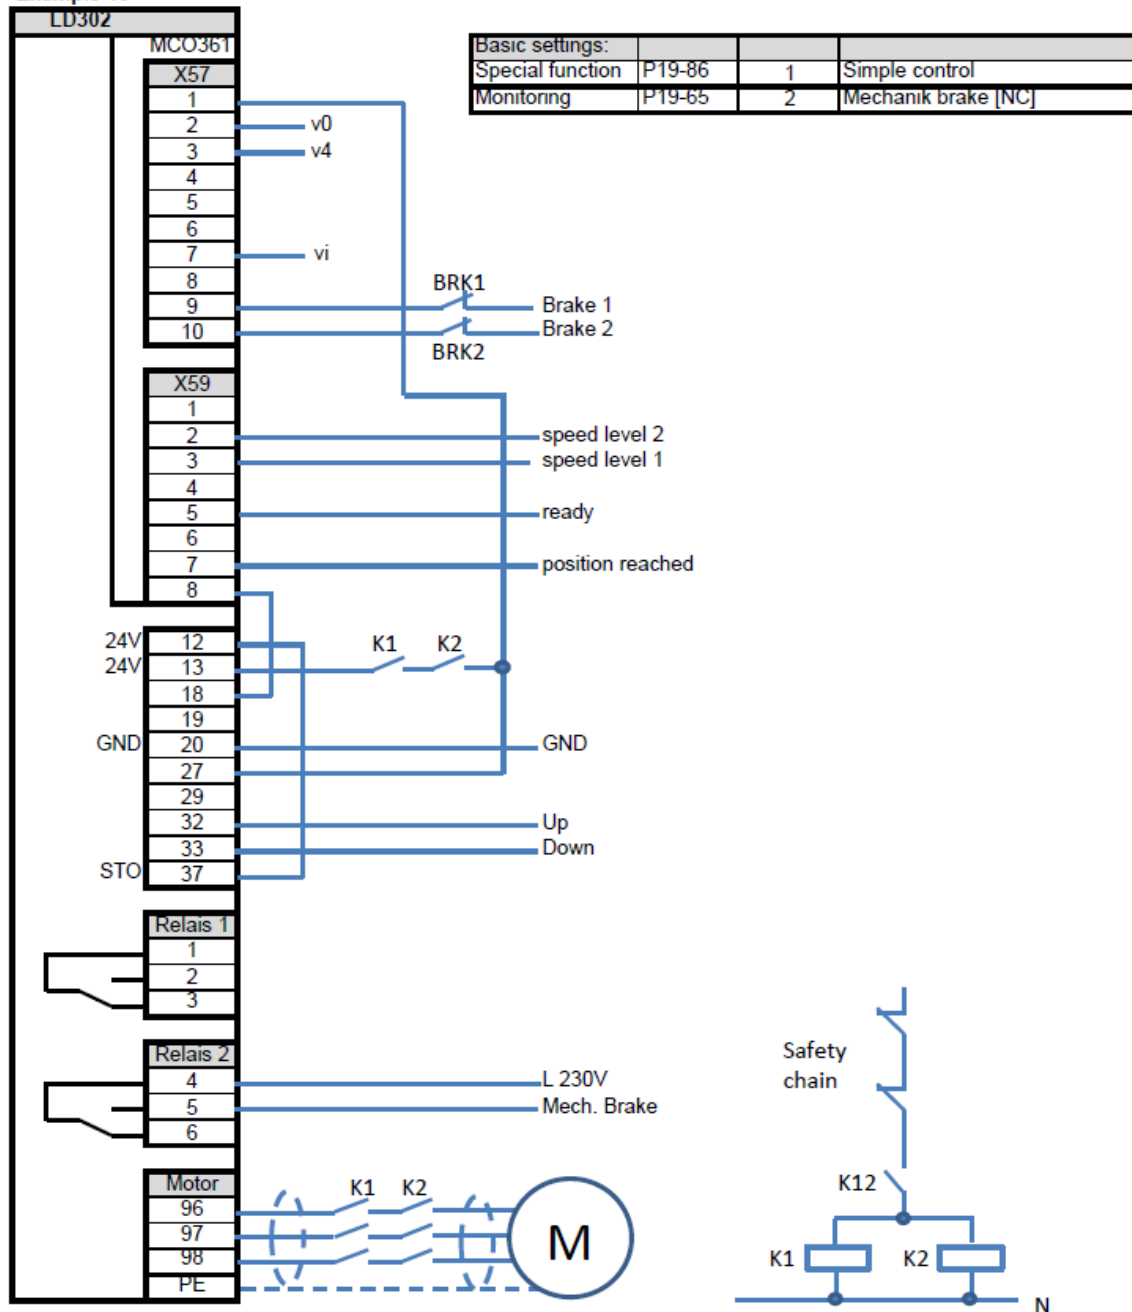 LD302
MCO361
Basic settings:
Special function P19-86 1 Simple control
Monitoring P19-65 2 Mechanik brake [NC]
X57
1
2 v0
3 v4
4
5
6
7 vi
8
BRK1
9 Brake 1
10 Brake 2
BRK2
X59
1
2 speed level 2
3 speed level 1
4
5 ready
6
7 position reached
8
24V 12 K1 K2
24V 13
18
19
GND 20 GND
27
29
32 Up
33 Down
STO 37
Relais 1
1
2
3
Relais 2
4 L 230V
5 Mech. Brake
6
Safety
chain
K12
K1 K2
N
Motor
K1 K2
96
97
98
PE
M